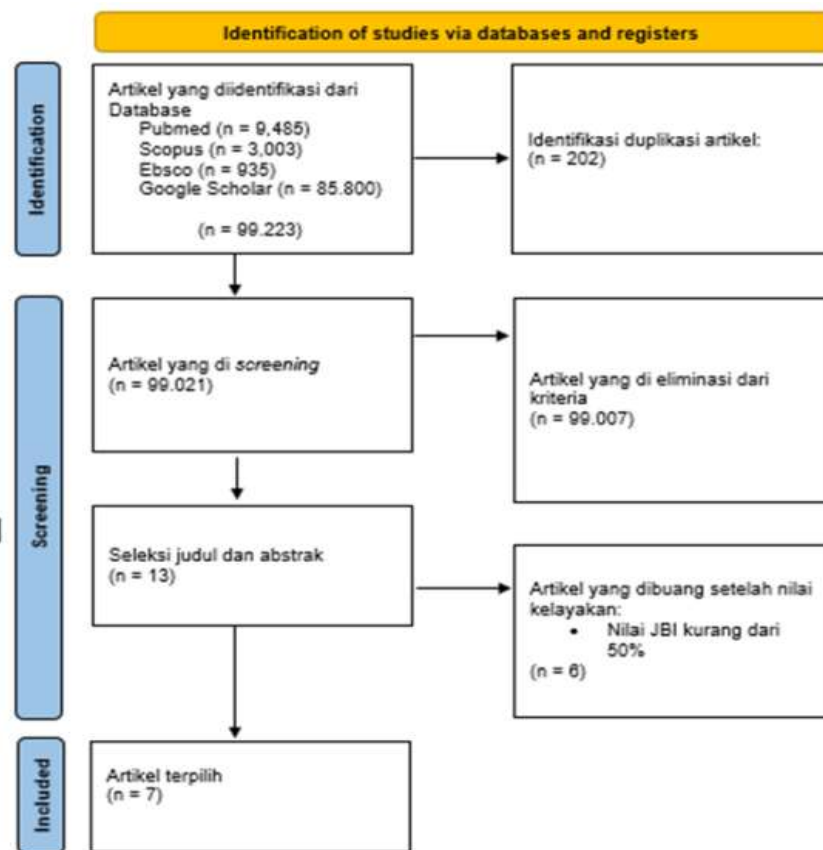 Identification of studies via databases and registers
Identification
Artikel yang diidentifikasi dari
Database
Pubmed (n = 9,485)
Scopus (n = 3,003)
Ebsco (n = 935)
Google Scholar (n = 85.800)
(n = 99.223)
Identifikasi duplikasi artikel:
(n = 202)
Screening
Artikel yang di screening
(n = 99.021)
Artikel yang di eliminasi dari
kriteria
(n = 99.007)
Seleksi judul dan abstrak
(n = 13)
Artikel yang dibuang setelah nilai
kelayakan:
• Nilai JBI kurang dari
50%
(n = 6)
Included
Artikel terpilih
(n = 7)